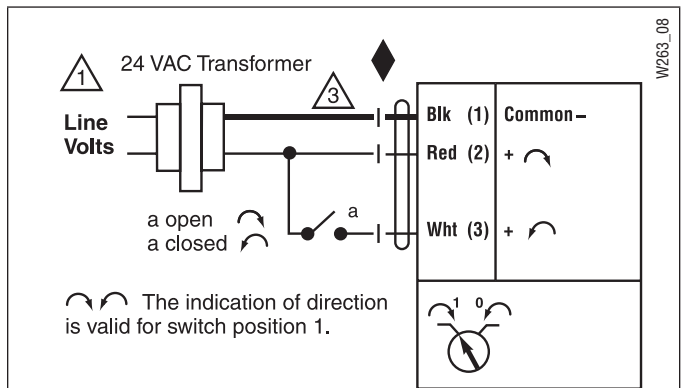 W263_08
1
24 VAC Transformer
3
Line
Volts
Blk (1) Common –
Red (2) +
a open
a closed
a
Wht (3) +
The indication of direction
is valid for switch position 1.
1 0